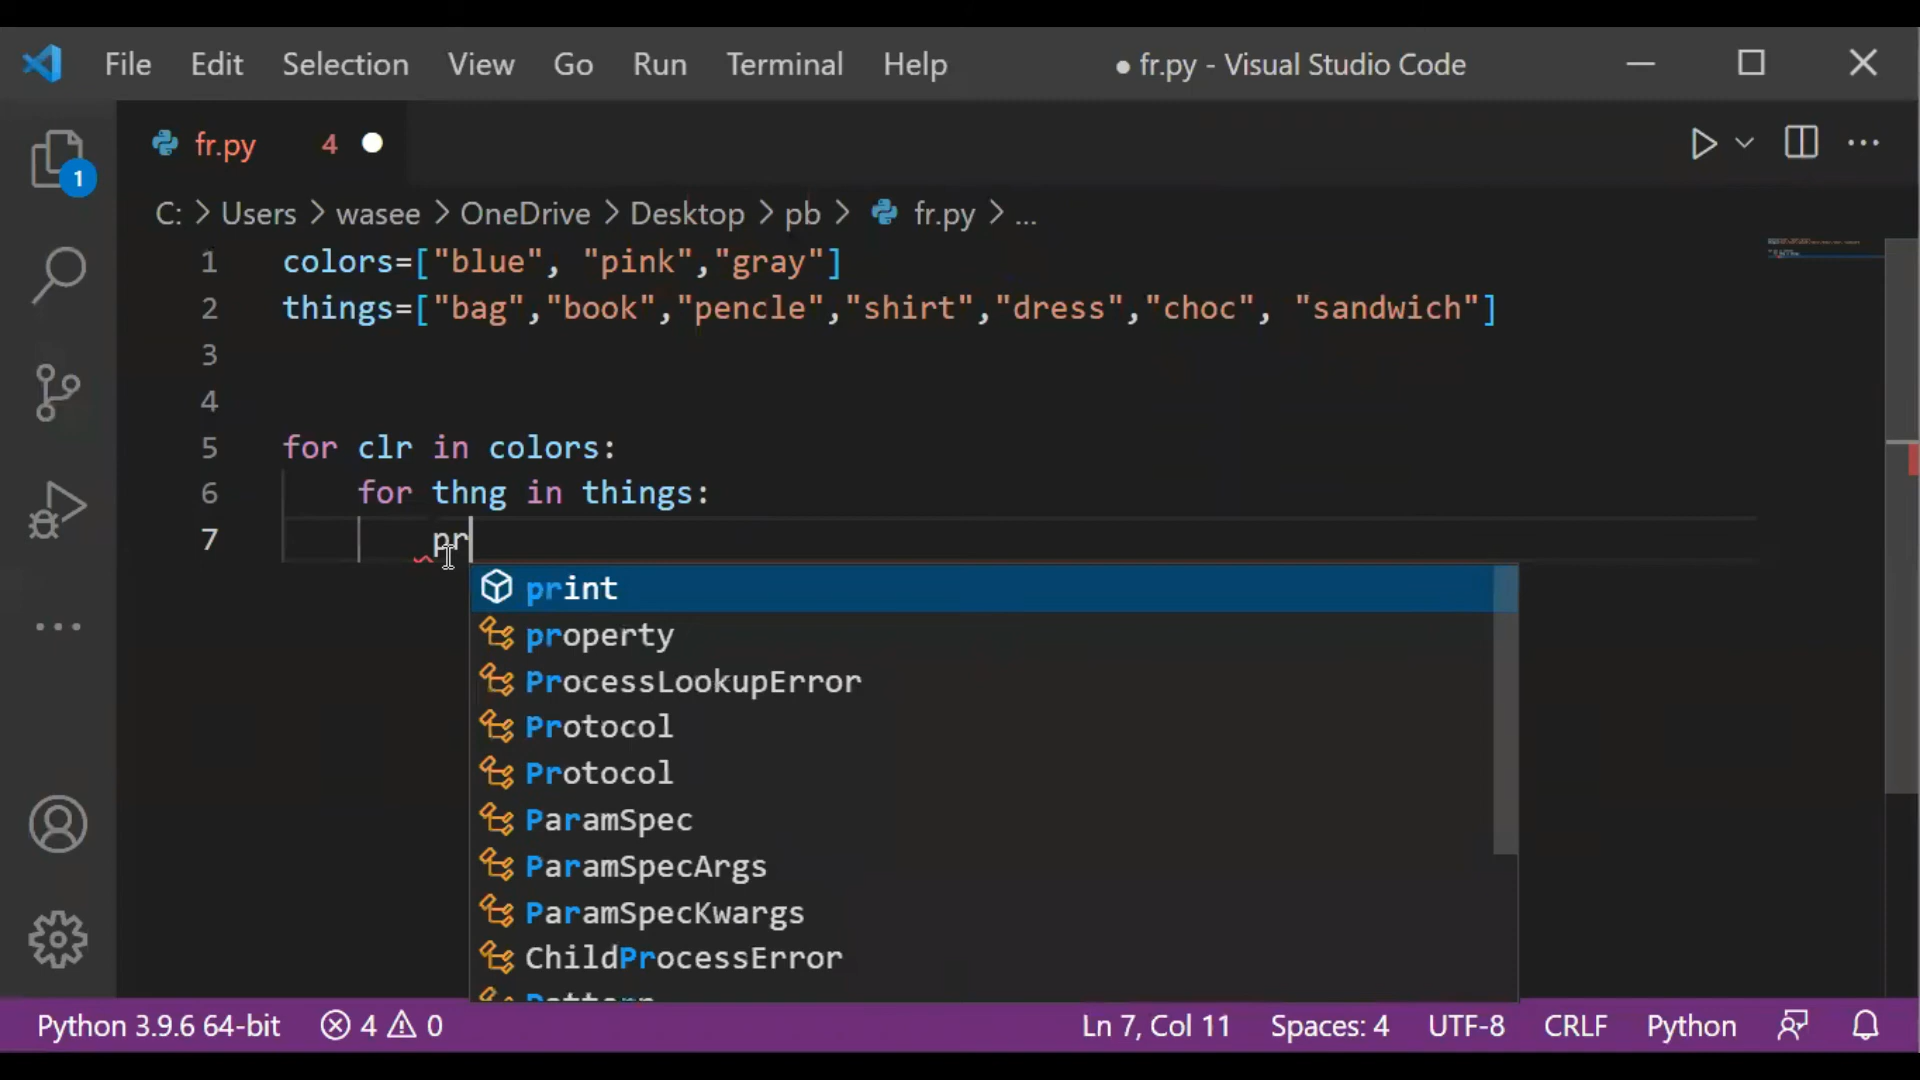 File Edit Selection View Go Run Terminal Help ● fr.py - Visual Studio Code
fr.py 4
1
C: > Users > wasee > OneDrive > Desktop > pb > fr.py > ...
1 colors=["blue", "pink","gray"]
2 things=["bag","book","pencle","shirt","dress","choc", "sandwich"]
3
4
5 for clr in colors:
6 for thng in things:
7 pr
print
property
ProcessLookupError
Protocol
Protocol
ParamSpec
ParamSpecArgs
ParamSpecKwargs
ChildProcessError
Pattern
Python 3.9.6 64-bit 4 0 Ln 7, Col 11 Spaces: 4 UTF-8 CRLF Python